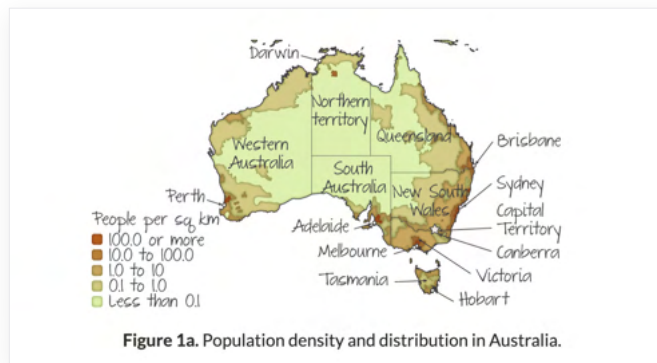 Darwin
Northern
territory
Queensland
Western
Australia
Brisbane
South
Australia
New South
Wales
Sydney
Perth
Capital
Territory
People per sq km
Adelaide
Canberra
100.0 or more
10.0 to 100.0
Melbourne
1.0 to 10
Victoria
0.1 to 1.0
Tasmania
Less than 0.1
Hobart
Figure 1a. Population density and distribution in Australia.